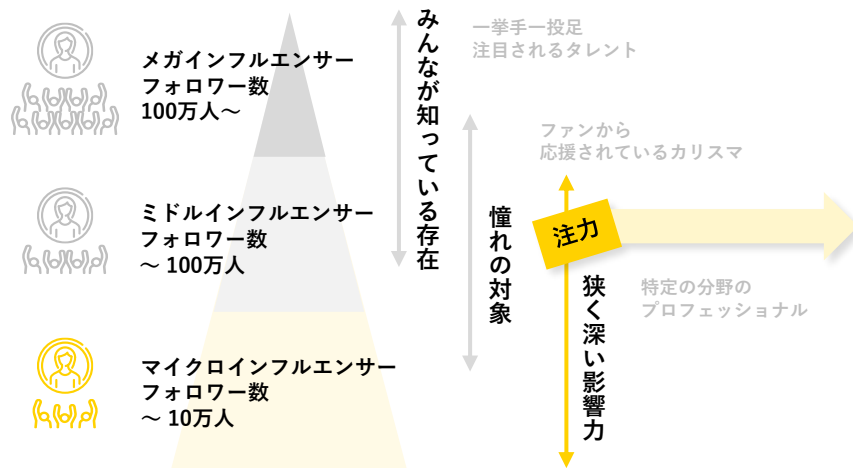 メガインフルエンサー
フォロワー数
100万人〜
ミドルインフルエンサー
フォロワー数
〜 100万人
マイクロインフルエンサー
フォロワー数
〜 10万人
みんなが知っている存在
一挙手一投足
注目されるタレント
憧れの対象
ファンから
応援されているカリスマ
注力
狭く深い影響力
特定の分野の
プロフェッショナル